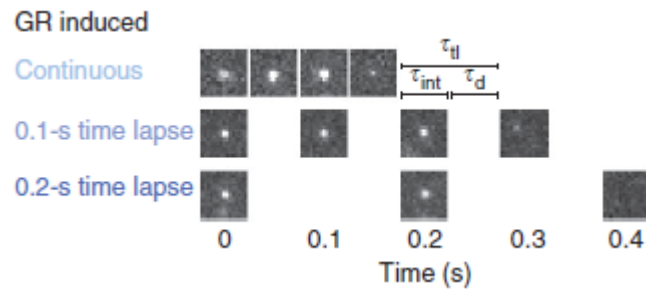 GR induced
Continuous
τtl
τint τd
0.1-s time lapse
0.2-s time lapse
0 0.1 0.2 0.3 0.4
Time (s)